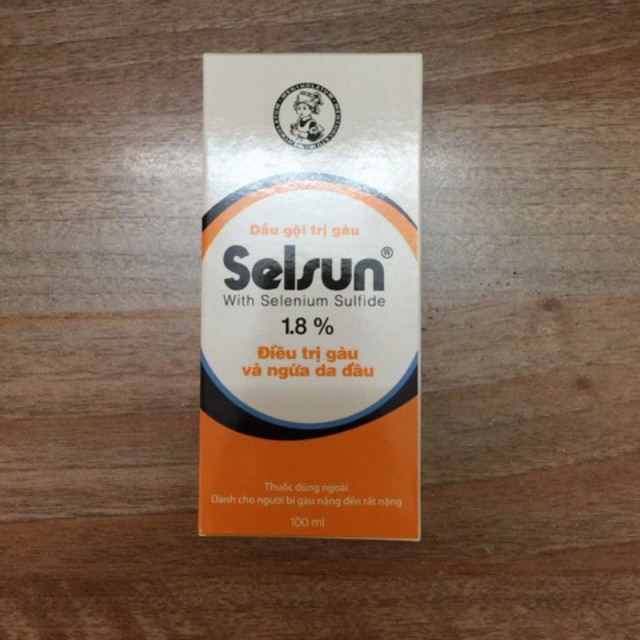 MENTHOLATUM
Dầu gội trị gàu
Selsun®
With Selenium Sulfide
1.8 %
Điều trị gàu
và ngứa da đầu
Thuốc dùng ngoài
Dành cho người bị gàu nặng đến rất nặng
100 ml